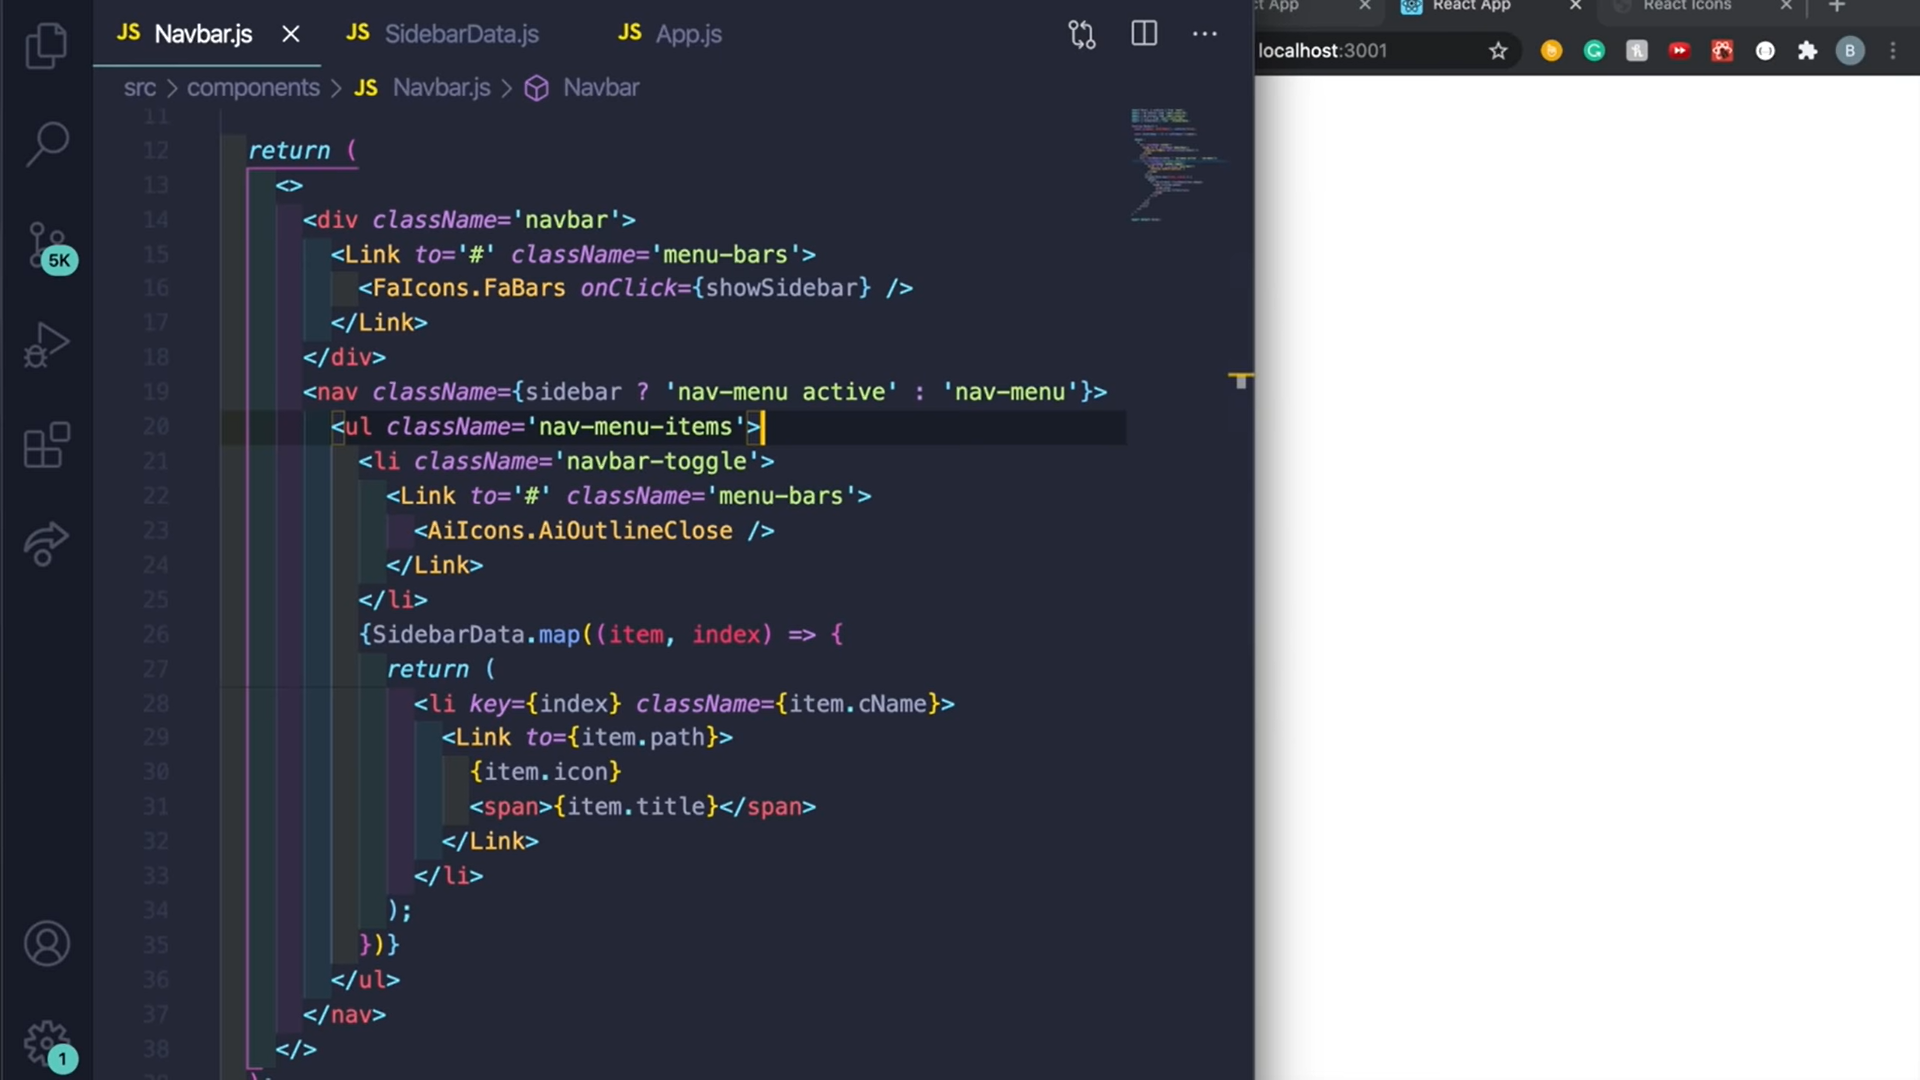 JS Navbar.js JS SidebarData.js JS App.js
src > components > JS Navbar.js > Navbar
11
12 return (
13 <>
14 <div className='navbar'>
15 <Link to='#' className='menu-bars'>
16 <FaIcons.FaBars onClick={showSidebar} />
17 </Link>
18 </div>
19 <nav className={sidebar ? 'nav-menu active' : 'nav-menu'}>
20 <ul className='nav-menu-items'>
21 <li className='navbar-toggle'>
22 <Link to='#' className='menu-bars'>
23 <AiIcons.AiOutlineClose />
24 </Link>
25 </li>
26 {SidebarData.map((item, index) => {
27 return (
28 <li key={index} className={item.cName}>
29 <Link to={item.path}>
30 {item.icon}
31 <span>{item.title}</span>
32 </Link>
33 </li>
34 );
35 })}
36 </ul>
37 </nav>
38 </>
5K
1
App React App React Icons
localhost:3001
B